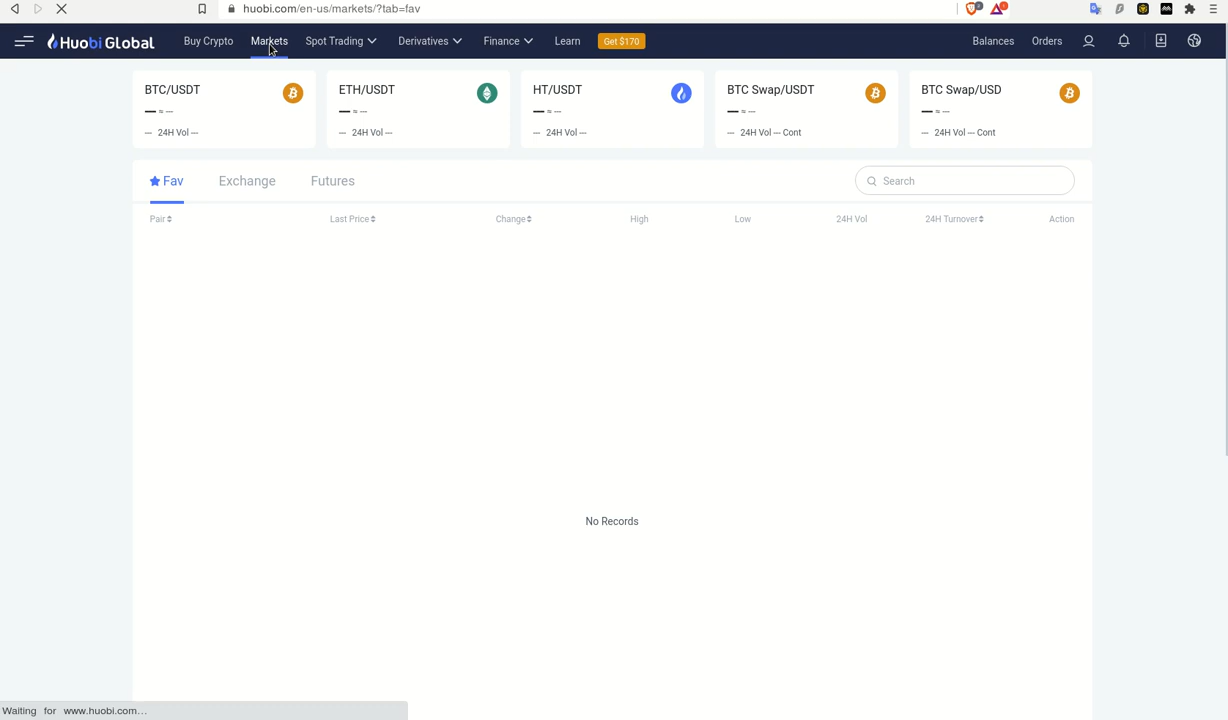 huobi.com/en-us/markets/?tab=fav
Huobi Global Buy Crypto Markets Spot Trading Derivatives Finance Learn Get $170 Balances Orders
BTC/USDT ETH/USDT HT/USDT BTC Swap/USDT BTC Swap/USD
— ≈ --- — ≈ --- — ≈ --- — ≈ --- — ≈ ---
--- 24H Vol --- --- 24H Vol --- --- 24H Vol --- --- 24H Vol --- Cont --- 24H Vol --- Cont
Fav Exchange Futures Search
Pair Last Price Change High Low 24H Vol 24H Turnover Action
No Records
Waiting for www.huobi.com...